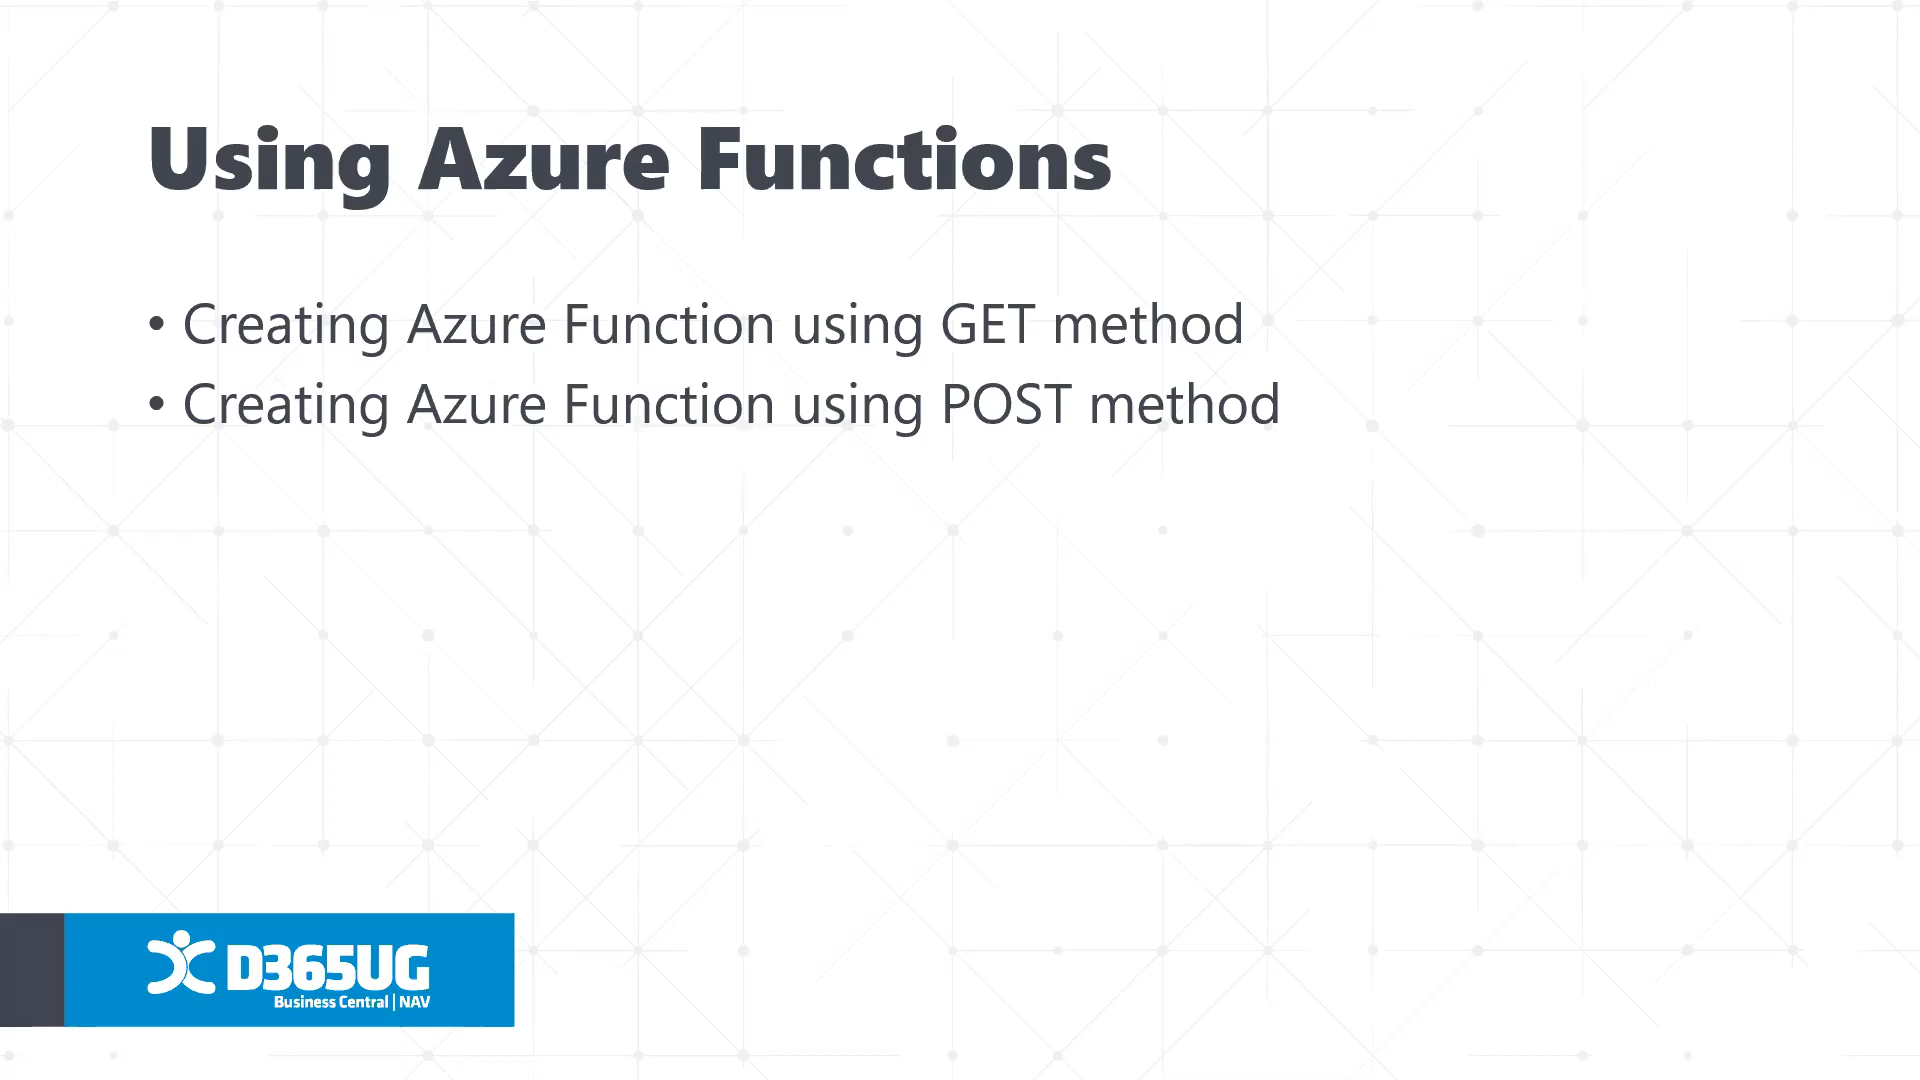 Using Azure Functions
• Creating Azure Function using GET method
• Creating Azure Function using POST method
D365UG
Business Central | NAV